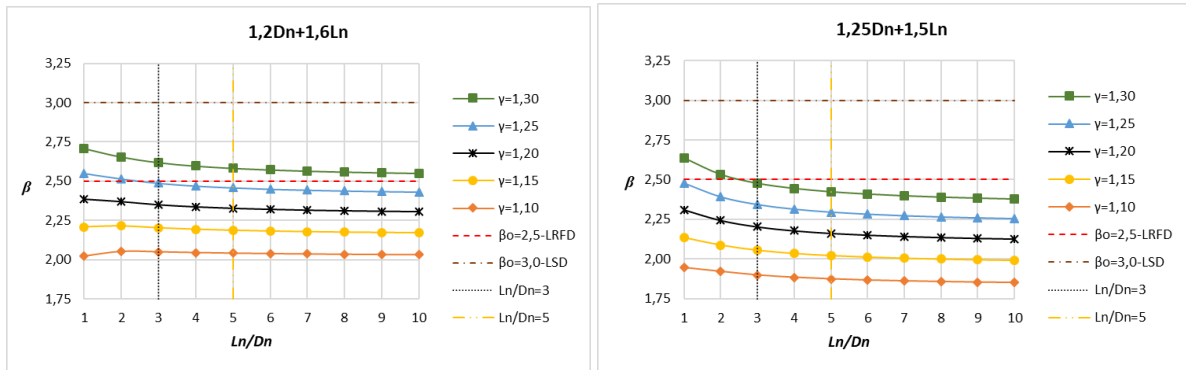 1,2Dn+1,6Ln
3,25
3,00
2,75
2,50
2,25
2,00
1,75
β
1 2 3 4 5 6 7 8 9 10
Ln/Dn
γ=1,30
γ=1,25
γ=1,20
γ=1,15
γ=1,10
βo=2,5-LRFD
βo=3,0-LSD
Ln/Dn=3
Ln/Dn=5
1,25Dn+1,5Ln
3,25
3,00
2,75
2,50
2,25
2,00
1,75
β
1 2 3 4 5 6 7 8 9 10
Ln/Dn
γ=1,30
γ=1,25
γ=1,20
γ=1,15
γ=1,10
βo=2,5-LRFD
βo=3,0-LSD
Ln/Dn=3
Ln/Dn=5